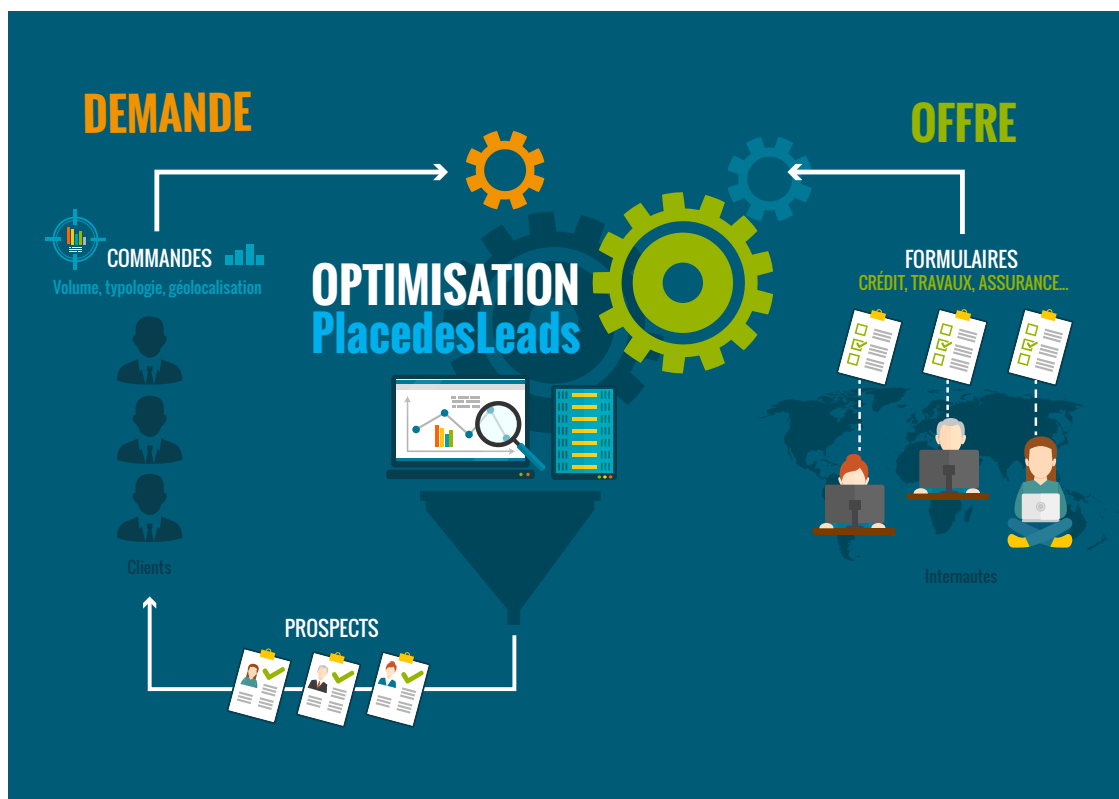 DEMANDE
OFFRE
COMMANDES
Volume, typologie, géolocalisation
OPTIMISATION
PlacedesLeads
FORMULAIRES
CRÉDIT, TRAVAUX, ASSURANCE...
Clients
Internautes
PROSPECTS